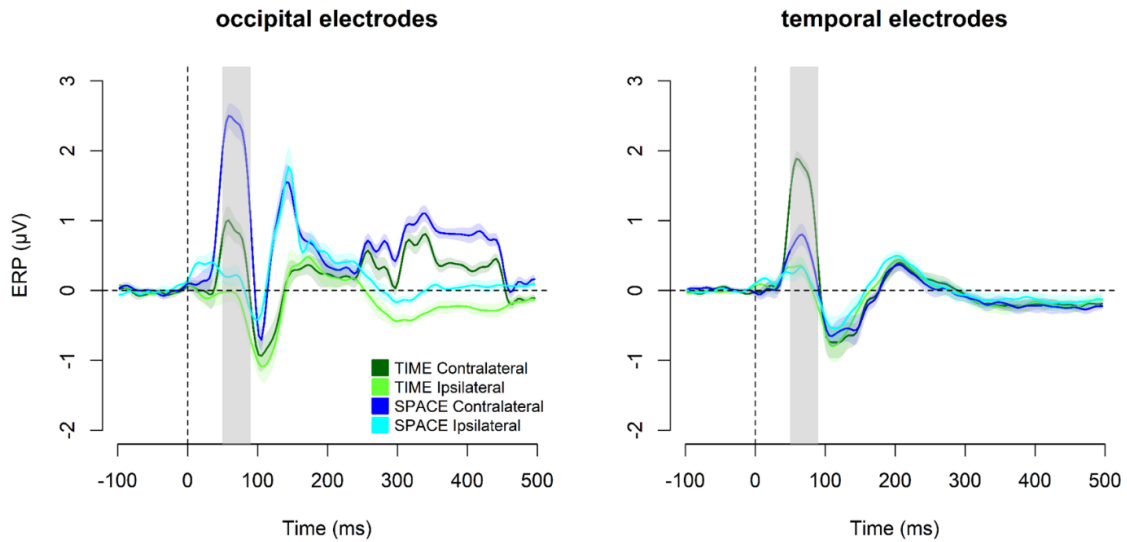 occipital electrodes
temporal electrodes
ERP (µV)
3
2
1
0
-1
-2
TIME Contralateral
TIME Ipsilateral
SPACE Contralateral
SPACE Ipsilateral
-100 0 100 200 300 400 500
Time (ms)
3
2
1
0
-1
-2
-100 0 100 200 300 400 500
Time (ms)